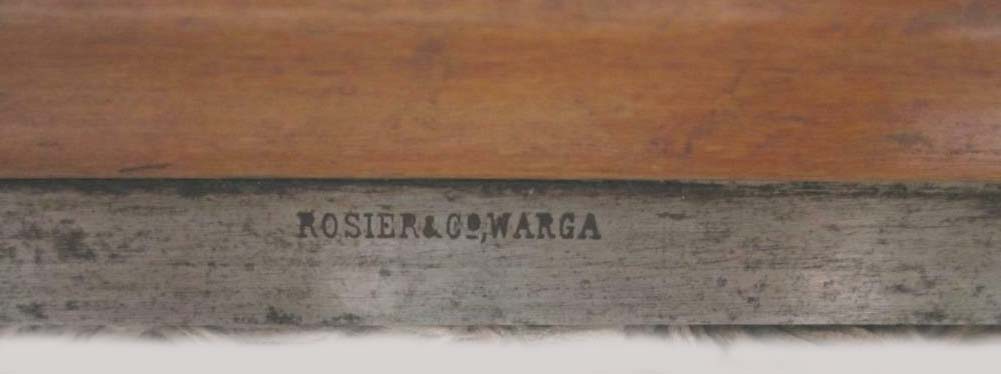 ROSIER & Cº, WARGA